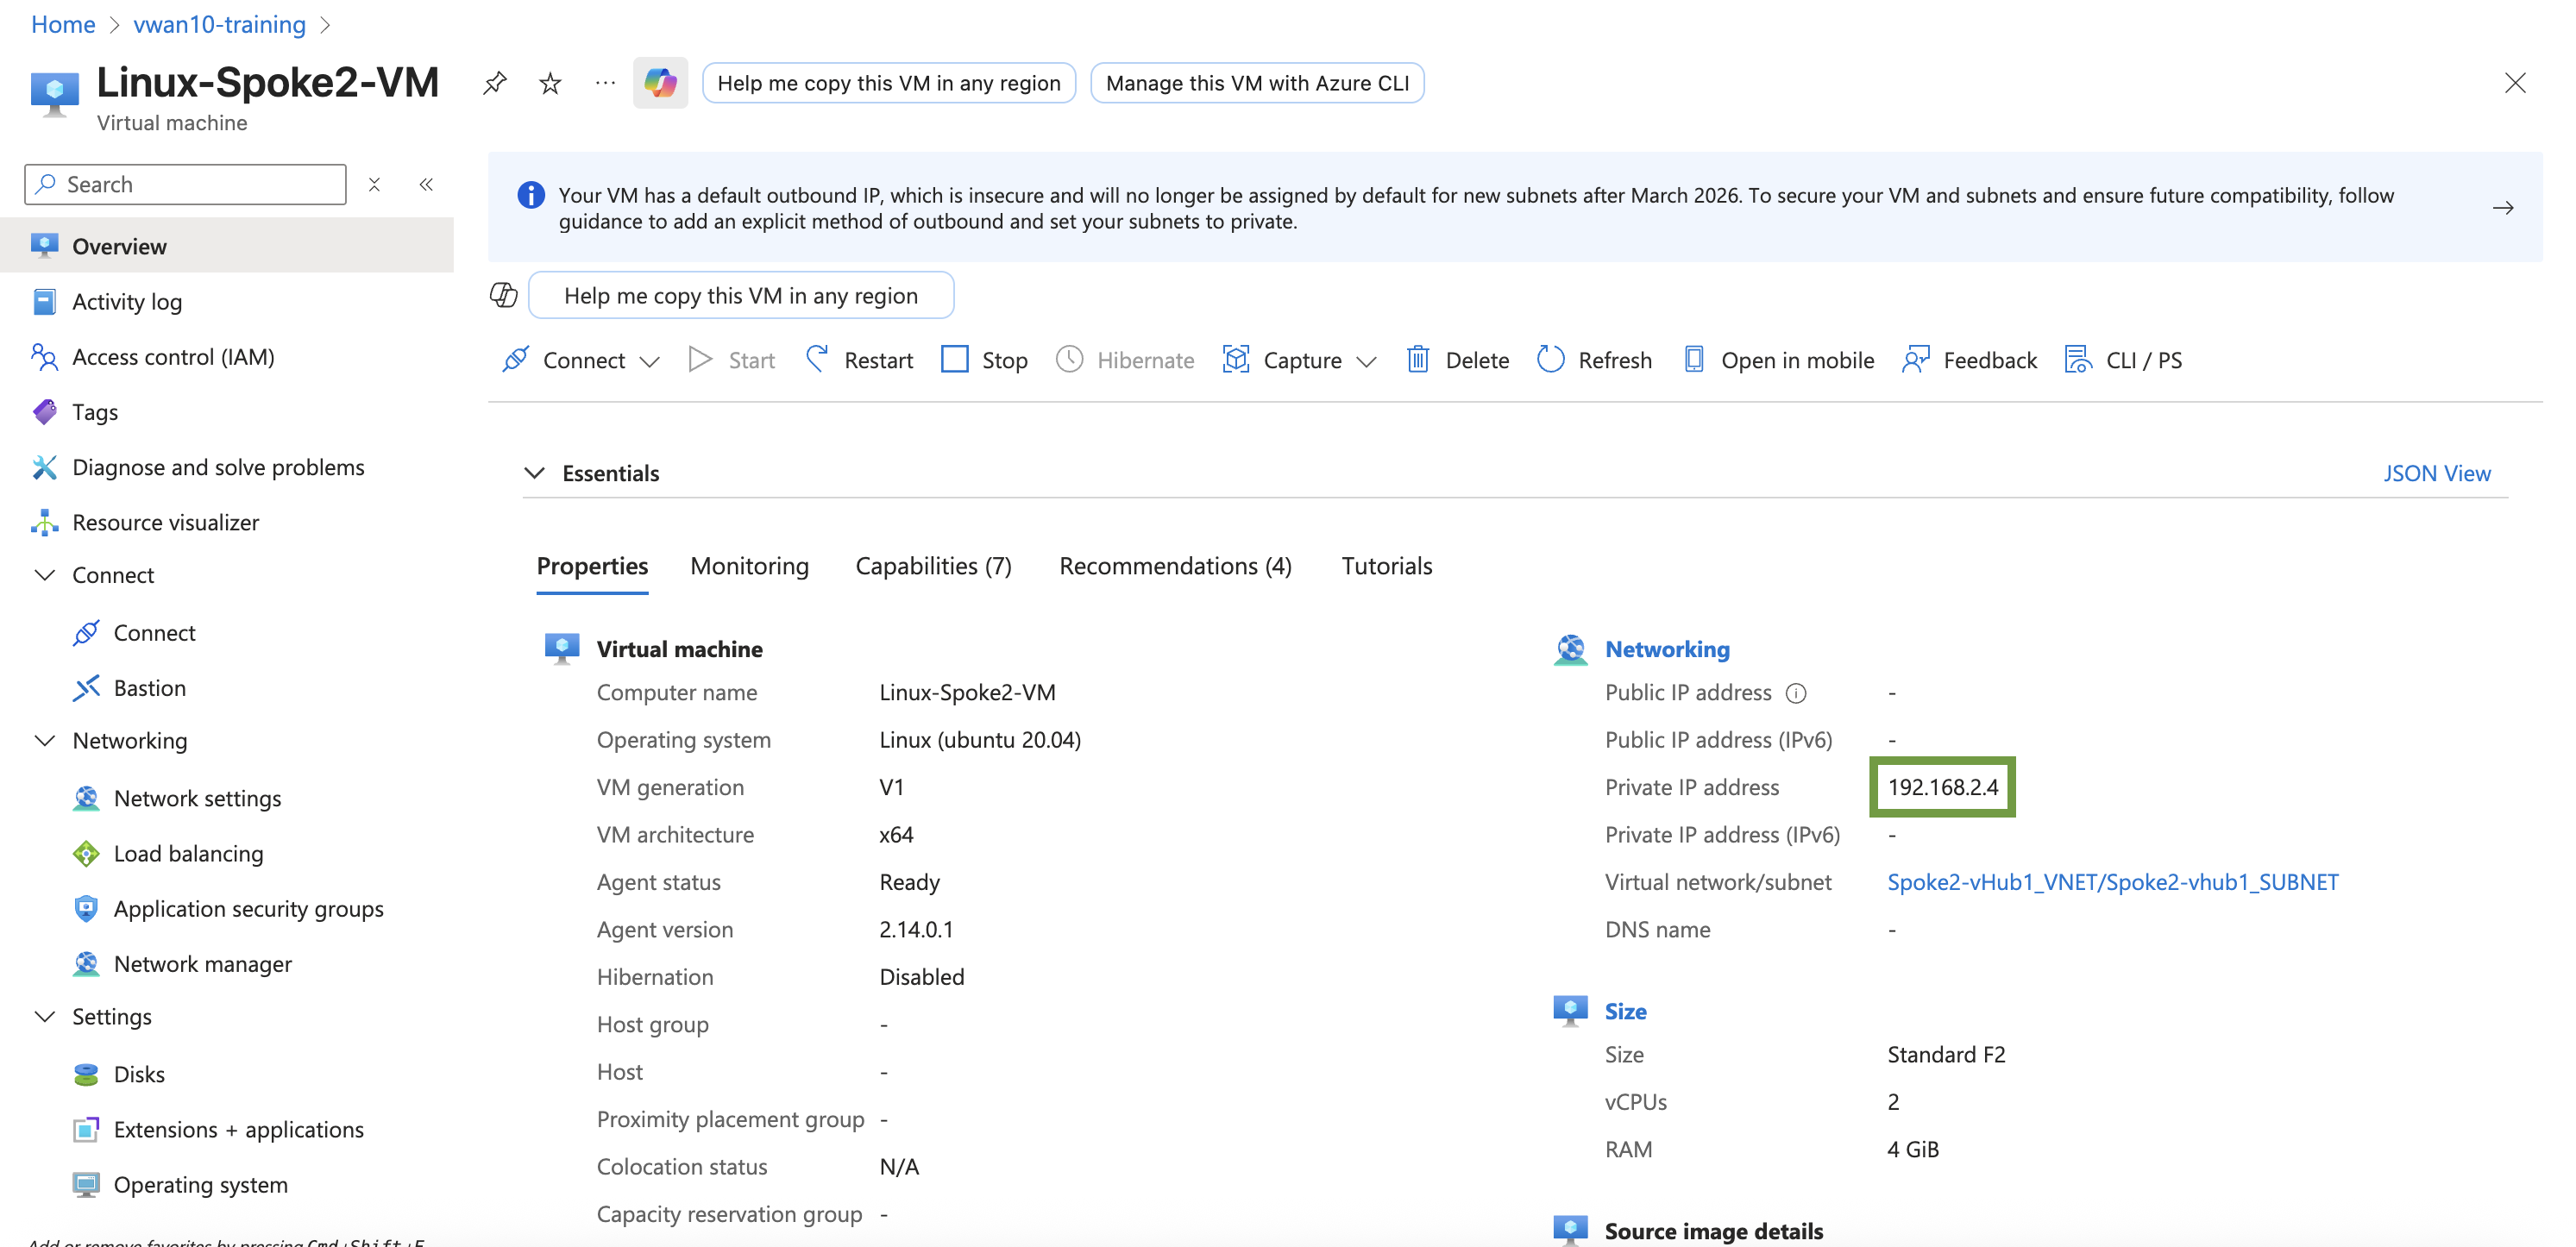 Home > vwan10-training >
Linux-Spoke2-VM
Virtual machine
Help me copy this VM in any region
Manage this VM with Azure CLI
Search
Overview
Activity log
Access control (IAM)
Tags
Diagnose and solve problems
Resource visualizer
Connect
Connect
Bastion
Networking
Network settings
Load balancing
Application security groups
Network manager
Settings
Disks
Extensions + applications
Operating system
Add or remove favorites by pressing Cmd+Shift+F
Your VM has a default outbound IP, which is insecure and will no longer be assigned by default for new subnets after March 2026. To secure your VM and subnets and ensure future compatibility, follow
guidance to add an explicit method of outbound and set your subnets to private.
Help me copy this VM in any region
Connect Start Restart Stop Hibernate Capture Delete Refresh Open in mobile Feedback CLI / PS
Essentials
JSON View
Properties Monitoring Capabilities (7) Recommendations (4) Tutorials
Virtual machine
Computer name Linux-Spoke2-VM
Operating system Linux (ubuntu 20.04)
VM generation V1
VM architecture x64
Agent status Ready
Agent version 2.14.0.1
Hibernation Disabled
Host group -
Host -
Proximity placement group -
Colocation status N/A
Capacity reservation group -
Networking
Public IP address -
Public IP address (IPv6) -
Private IP address 192.168.2.4
Private IP address (IPv6) -
Virtual network/subnet Spoke2-vHub1_VNET/Spoke2-vhub1_SUBNET
DNS name -
Size
Size Standard F2
vCPUs 2
RAM 4 GiB
Source image details